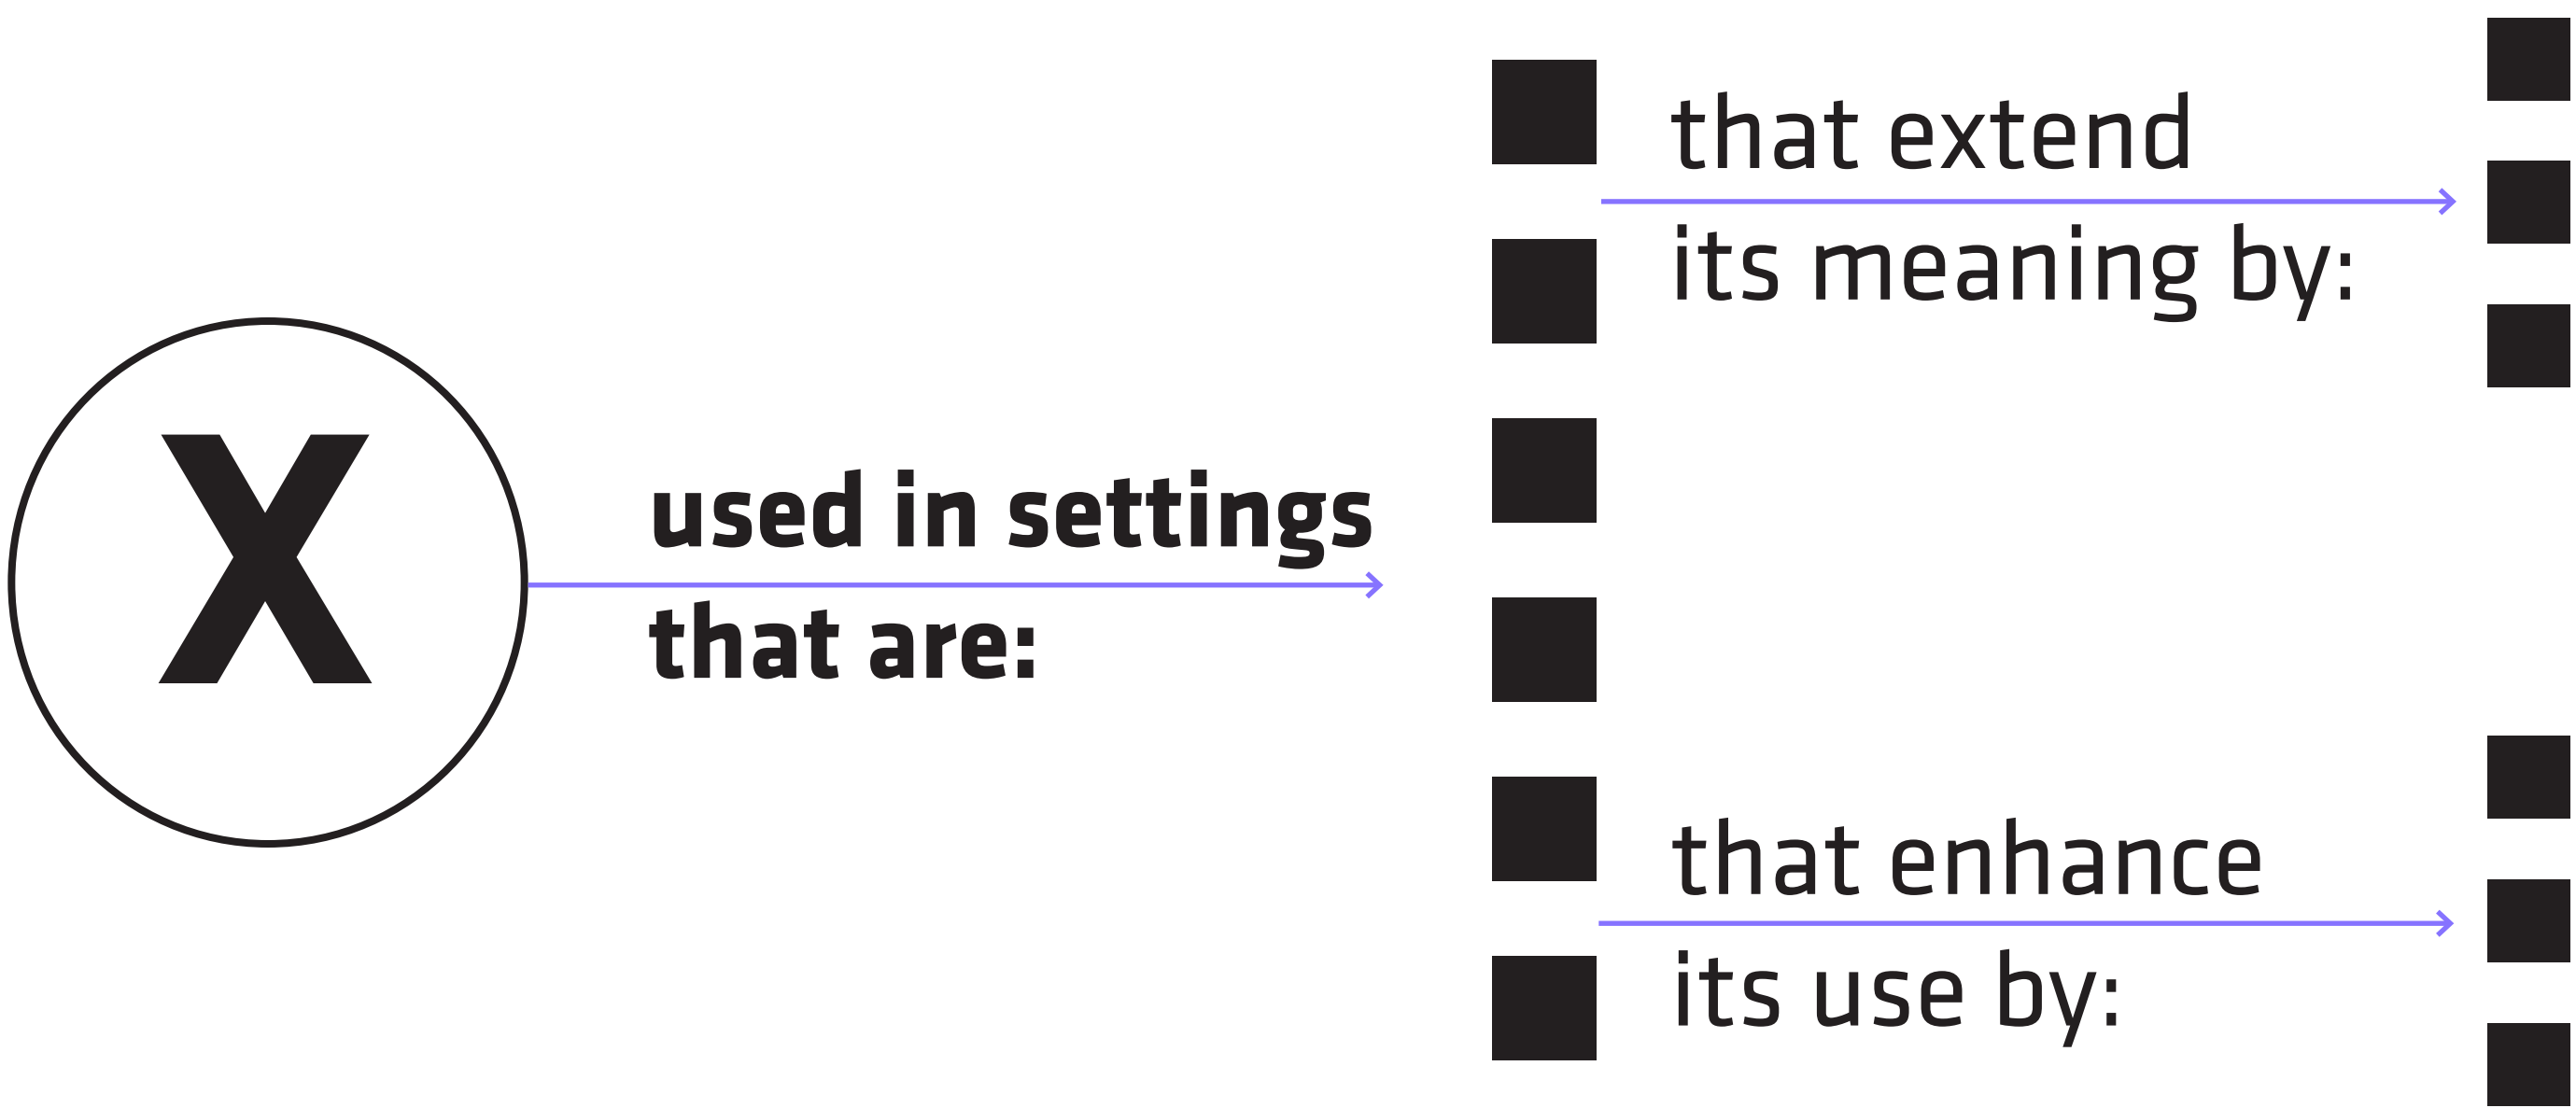 X
used in settings
that are:
that extend
its meaning by:
that enhance
its use by: